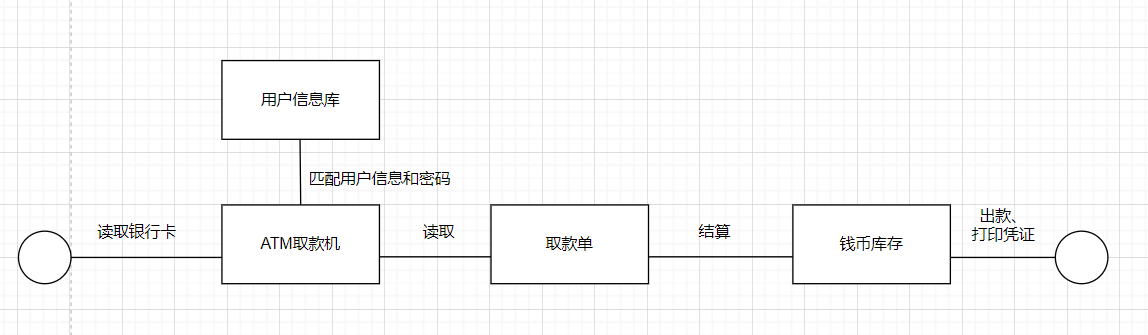 用户信息库
匹配用户信息和密码
读取银行卡
ATM取款机
读取
取款单
结算
钱币库存
出款、
打印凭证